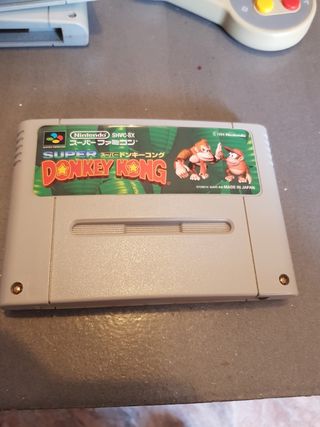 Nintendo SHVC-8X
スーパーファミコン
© 1994 Nintendo
SUPER スーパードンキーコング
DONKEY KONG
MADE IN JAPAN